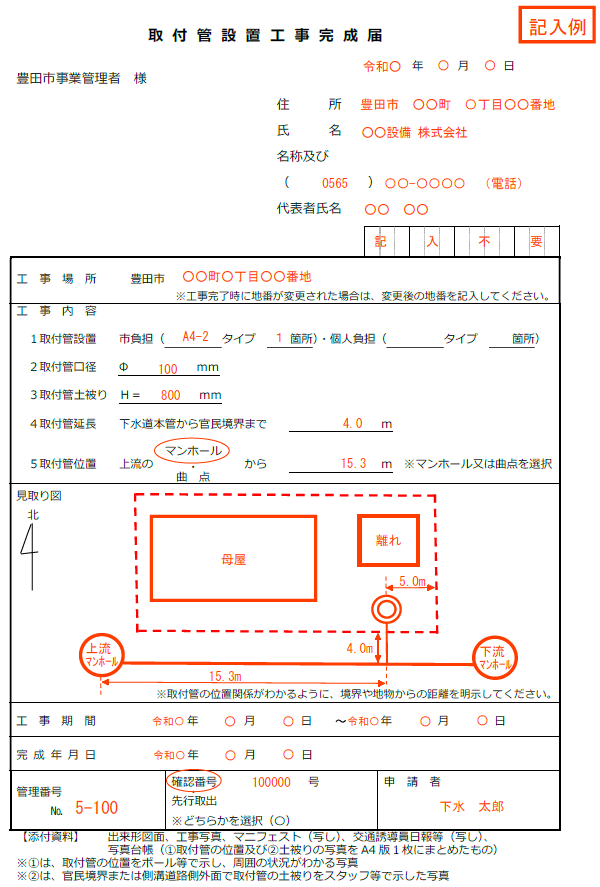 記入例
取付管設置工事完成届
令和〇 年 〇 月 〇 日
豊田市事業管理者 様
住 所 豊田市 〇〇町 〇丁目〇〇番地
氏 名 〇〇設備 株式会社
名称及び
( 0565 ) 〇〇-〇〇〇〇 (電話)
代表者氏名 〇〇 〇〇
記 入 不 要
工 事 場 所 豊田市 〇〇町〇丁目〇〇番地
※工事完了時に地番が変更された場合は、変更後の地番を記入してください。
工 事 内 容
1取付管設置 市負担( A4-2 タイプ 1 箇所)・個人負担( タイプ 箇所)
2取付管口径 Φ 100 mm
3取付管土被り H= 800 mm
4取付管延長 下水道本管から官民境界まで 4.0 m
マンホール
5取付管位置 上流の ・ から 15.3 m ※マンホール又は曲点を選択
曲 点
見取り図
北
母屋
離れ
5.0m
4.0m
上流
マンホール
下流
マンホール
15.3m
※取付管の位置関係がわかるように、境界や地物からの距離を明示してください。
工 事 期 間 令和〇 年 〇 月 〇 日 ~令和〇 年 〇 月 〇 日
完 成 年 月 日 令和〇 年 〇 月 〇 日
管理番号
№ 5-100
確認番号 100000 号
・
先行取出
※どちらかを選択(〇)
申 請 者
下水 太郎
【添付資料】 出来形図面、工事写真、マニフェスト(写し)、交通誘導員日報等(写し)、
写真台帳(①取付管の位置及び②土被りの写真をA4版1枚にまとめたもの)
※①は、取付管の位置をポール等で示し、周囲の状況がわかる写真
※②は、官民境界または側溝道路側外面で取付管の土被りをスタッフ等で示した写真